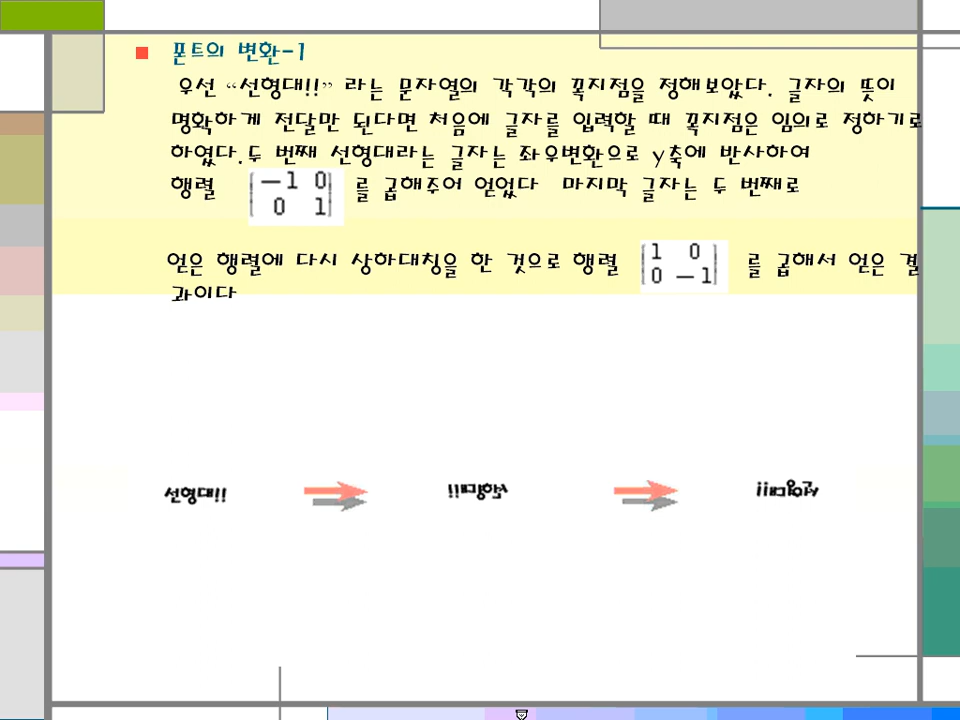 폰트의 변환-1
우선 “선형대!!” 라는 문자열의 각각의 꼭지점을 정해보았다. 글자의 뜻이
명확하게 전달만 된다면 처음에 글자를 입력할 때 꼭지점은 임의로 정하기로
하였다.두 번째 선형대라는 글자는 좌우변환으로 y축에 반사하여
행렬 [-1 0 를 곱해주어 얻었다 마지막 글자는 두 번째로
0 1]
얻은 행렬에 다시 상하대칭을 한 것으로 행렬 [1 0 를 곱해서 얻은 결
0 -1]
과이다
선형대!!
선형대!!
선형대!!